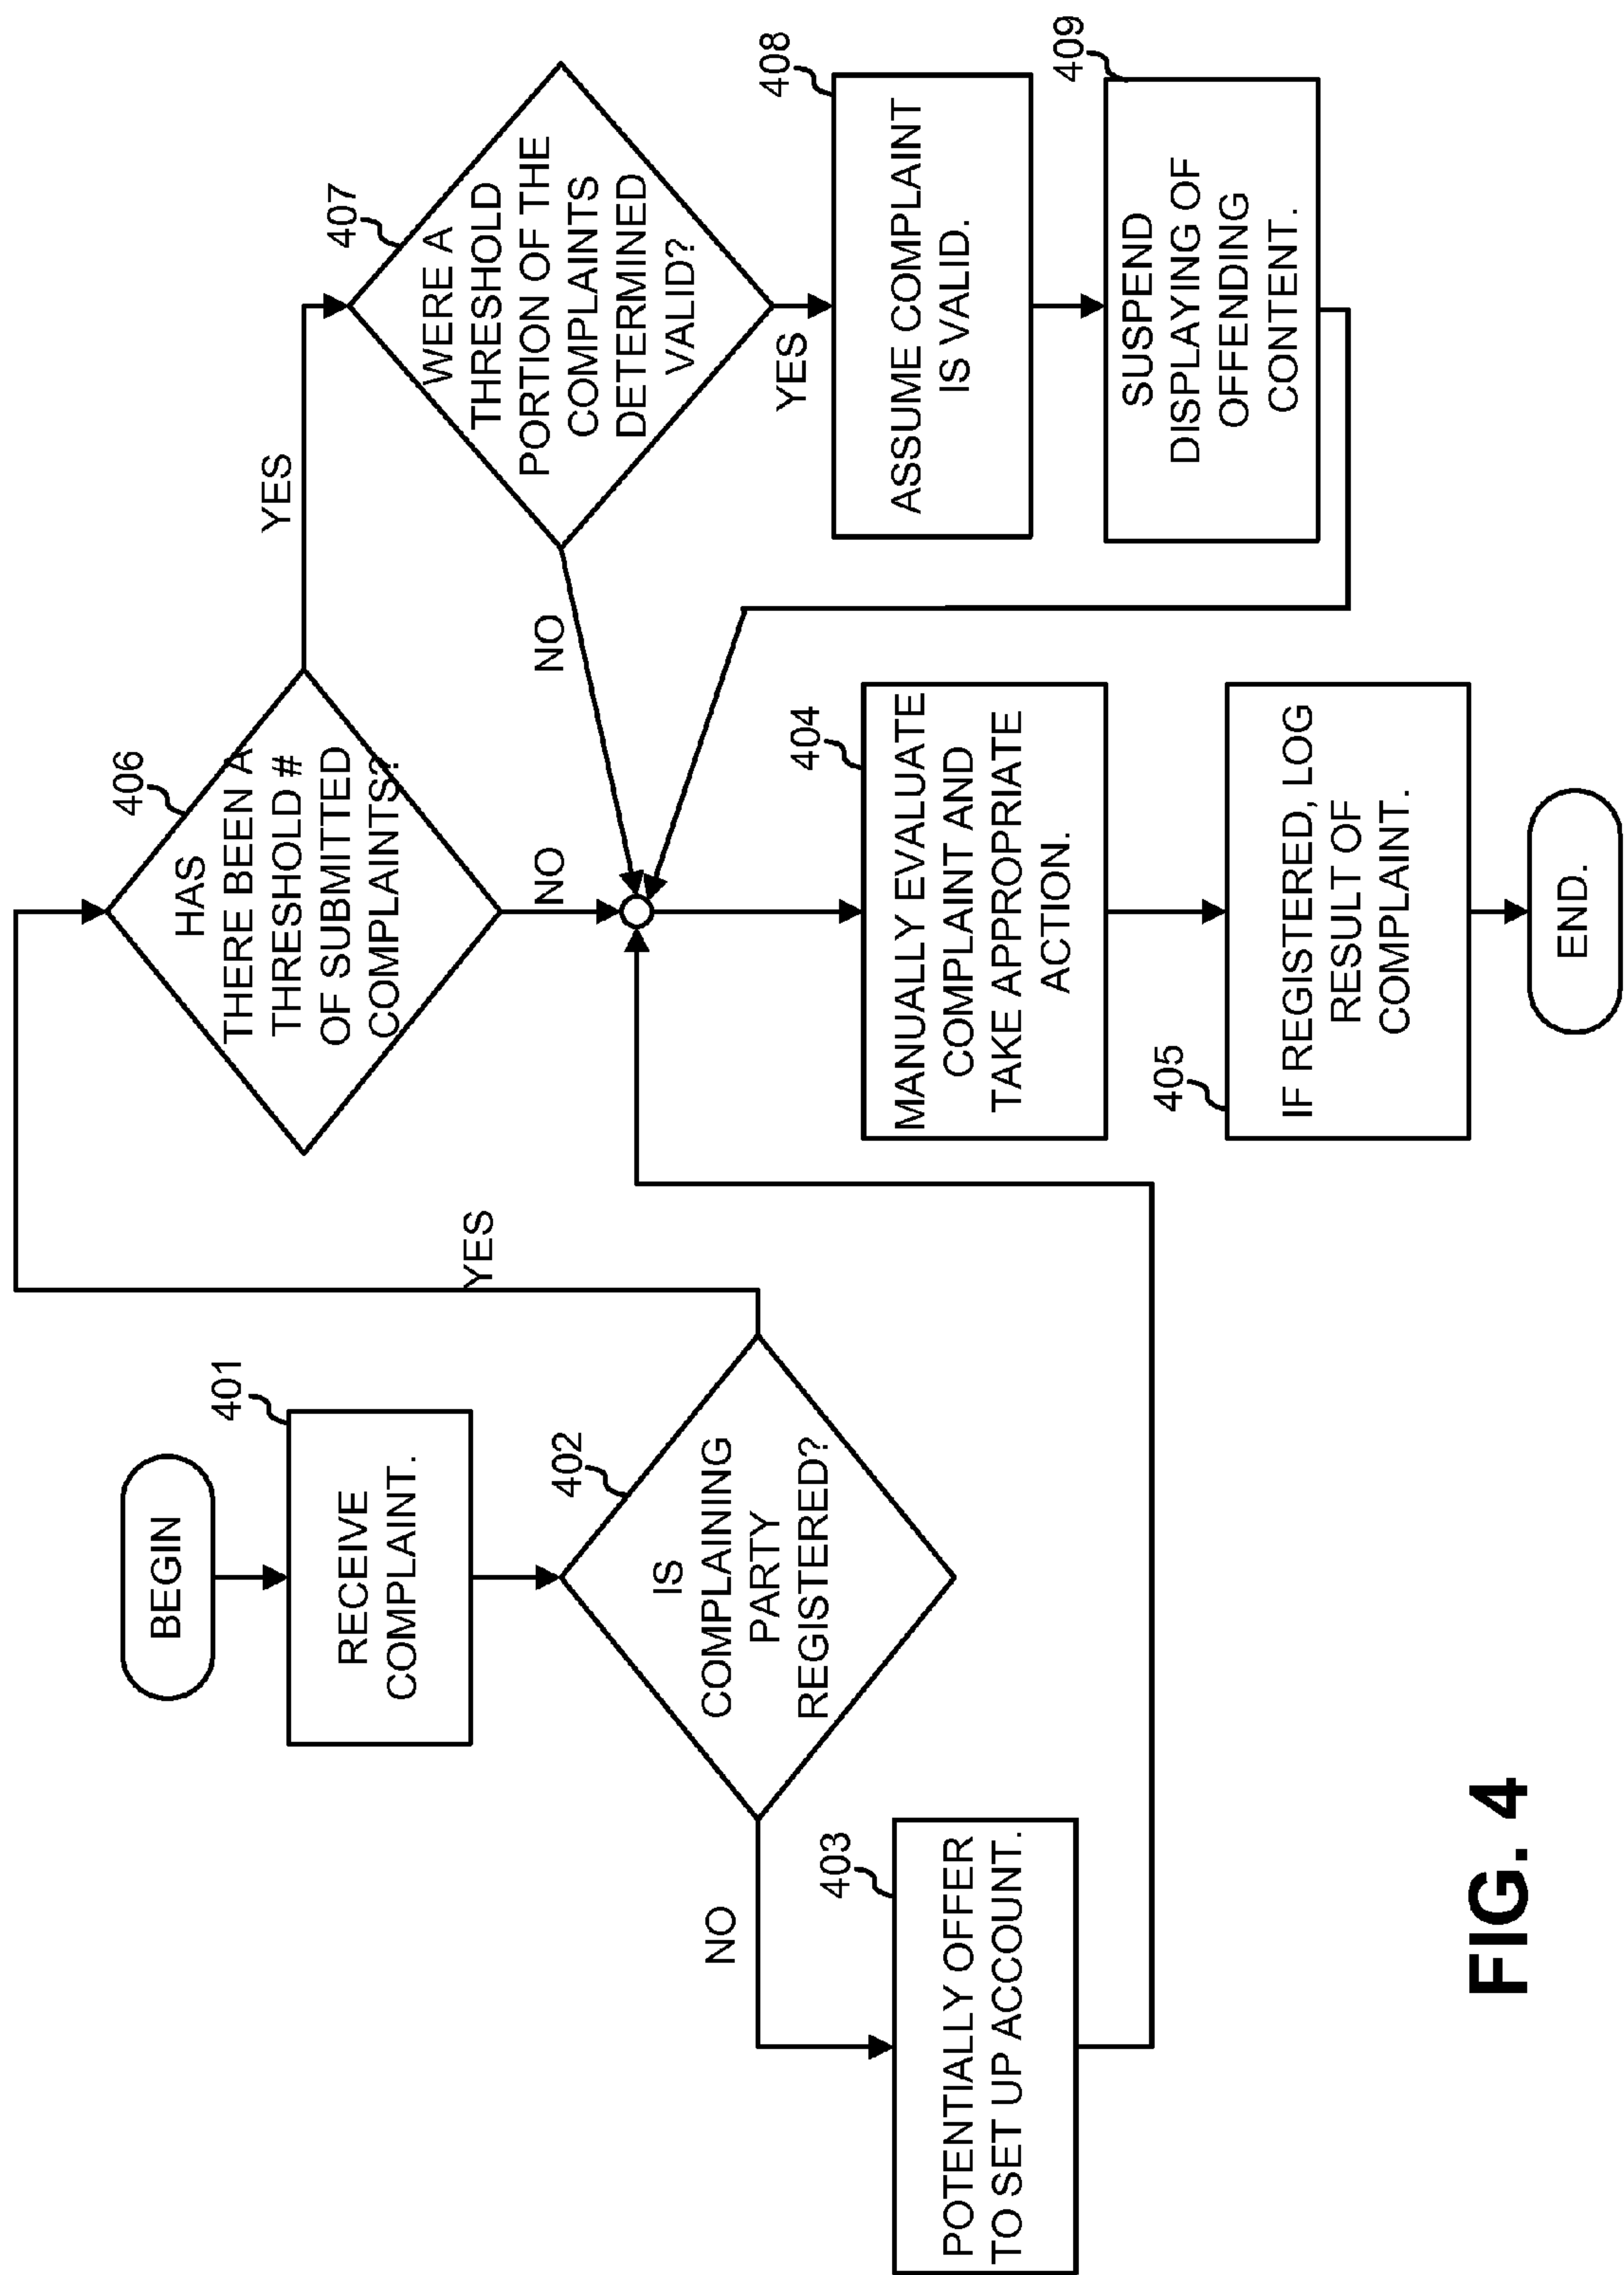 BEGIN
401
RECEIVE
COMPLAINT.
402
IS
COMPLAINING
PARTY
REGISTERED?
NO
YES
403
POTENTIALLY OFFER
TO SET UP ACCOUNT.
406
HAS
THERE BEEN A
THRESHOLD #
OF SUBMITTED
COMPLAINTS?
YES
NO
407
WERE A
THRESHOLD
PORTION OF THE
COMPLAINTS
DETERMINED
VALID?
NO
YES
408
ASSUME COMPLAINT
IS VALID.
409
SUSPEND
DISPLAYING OF
OFFENDING
CONTENT.
404
MANUALLY EVALUATE
COMPLAINT AND
TAKE APPROPRIATE
ACTION.
405
IF REGISTERED, LOG
RESULT OF
COMPLAINT.
END.
FIG. 4